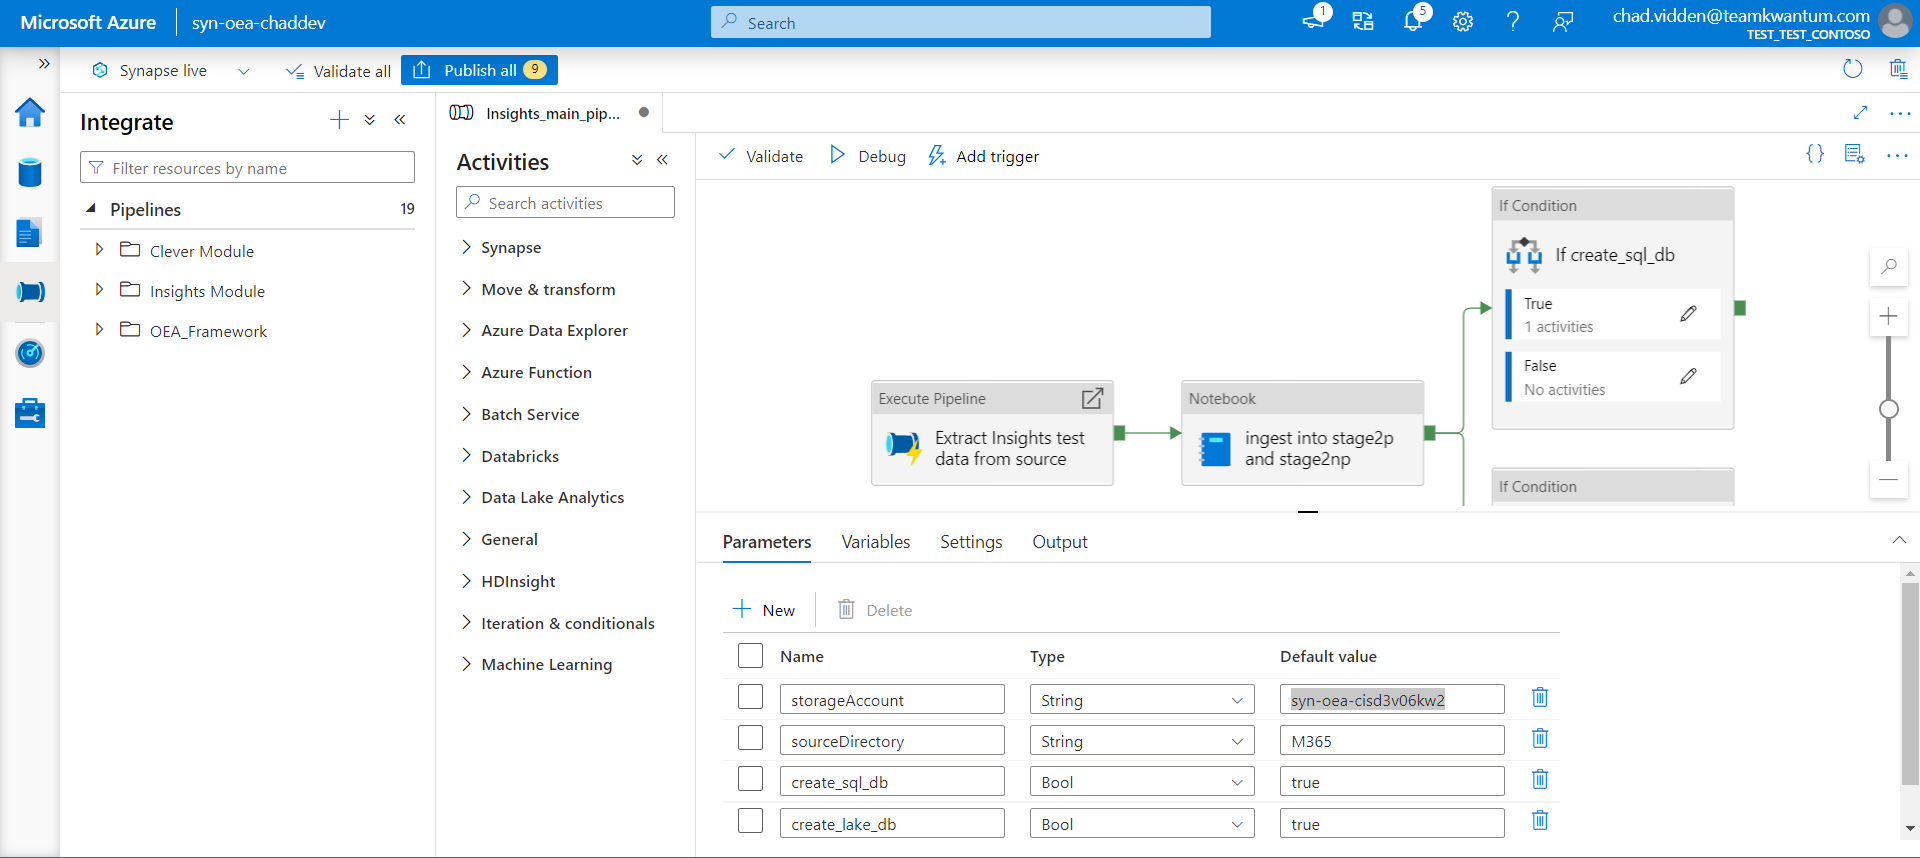 Microsoft Azure
syn-oea-chaddev
Search
1
5
chad.vidden@teamkwantum.com
TEST_TEST_CONTOSO
Synapse live
Validate all
Publish all
9
Integrate
Filter resources by name
Pipelines
19
Clever Module
Insights Module
OEA_Framework
Insights_main_pip...
Activities
Search activities
Synapse
Move & transform
Azure Data Explorer
Azure Function
Batch Service
Databricks
Data Lake Analytics
General
HDInsight
Iteration & conditionals
Machine Learning
Validate
Debug
Add trigger
Execute Pipeline
Extract Insights test
data from source
Notebook
ingest into stage2p
and stage2np
If Condition
If create_sql_db
True
1 activities
False
No activities
If Condition
Parameters
Variables
Settings
Output
New
Delete
Name
Type
Default value
storageAccount
String
syn-oea-cisd3v06kw2
sourceDirectory
String
M365
create_sql_db
Bool
true
create_lake_db
Bool
true